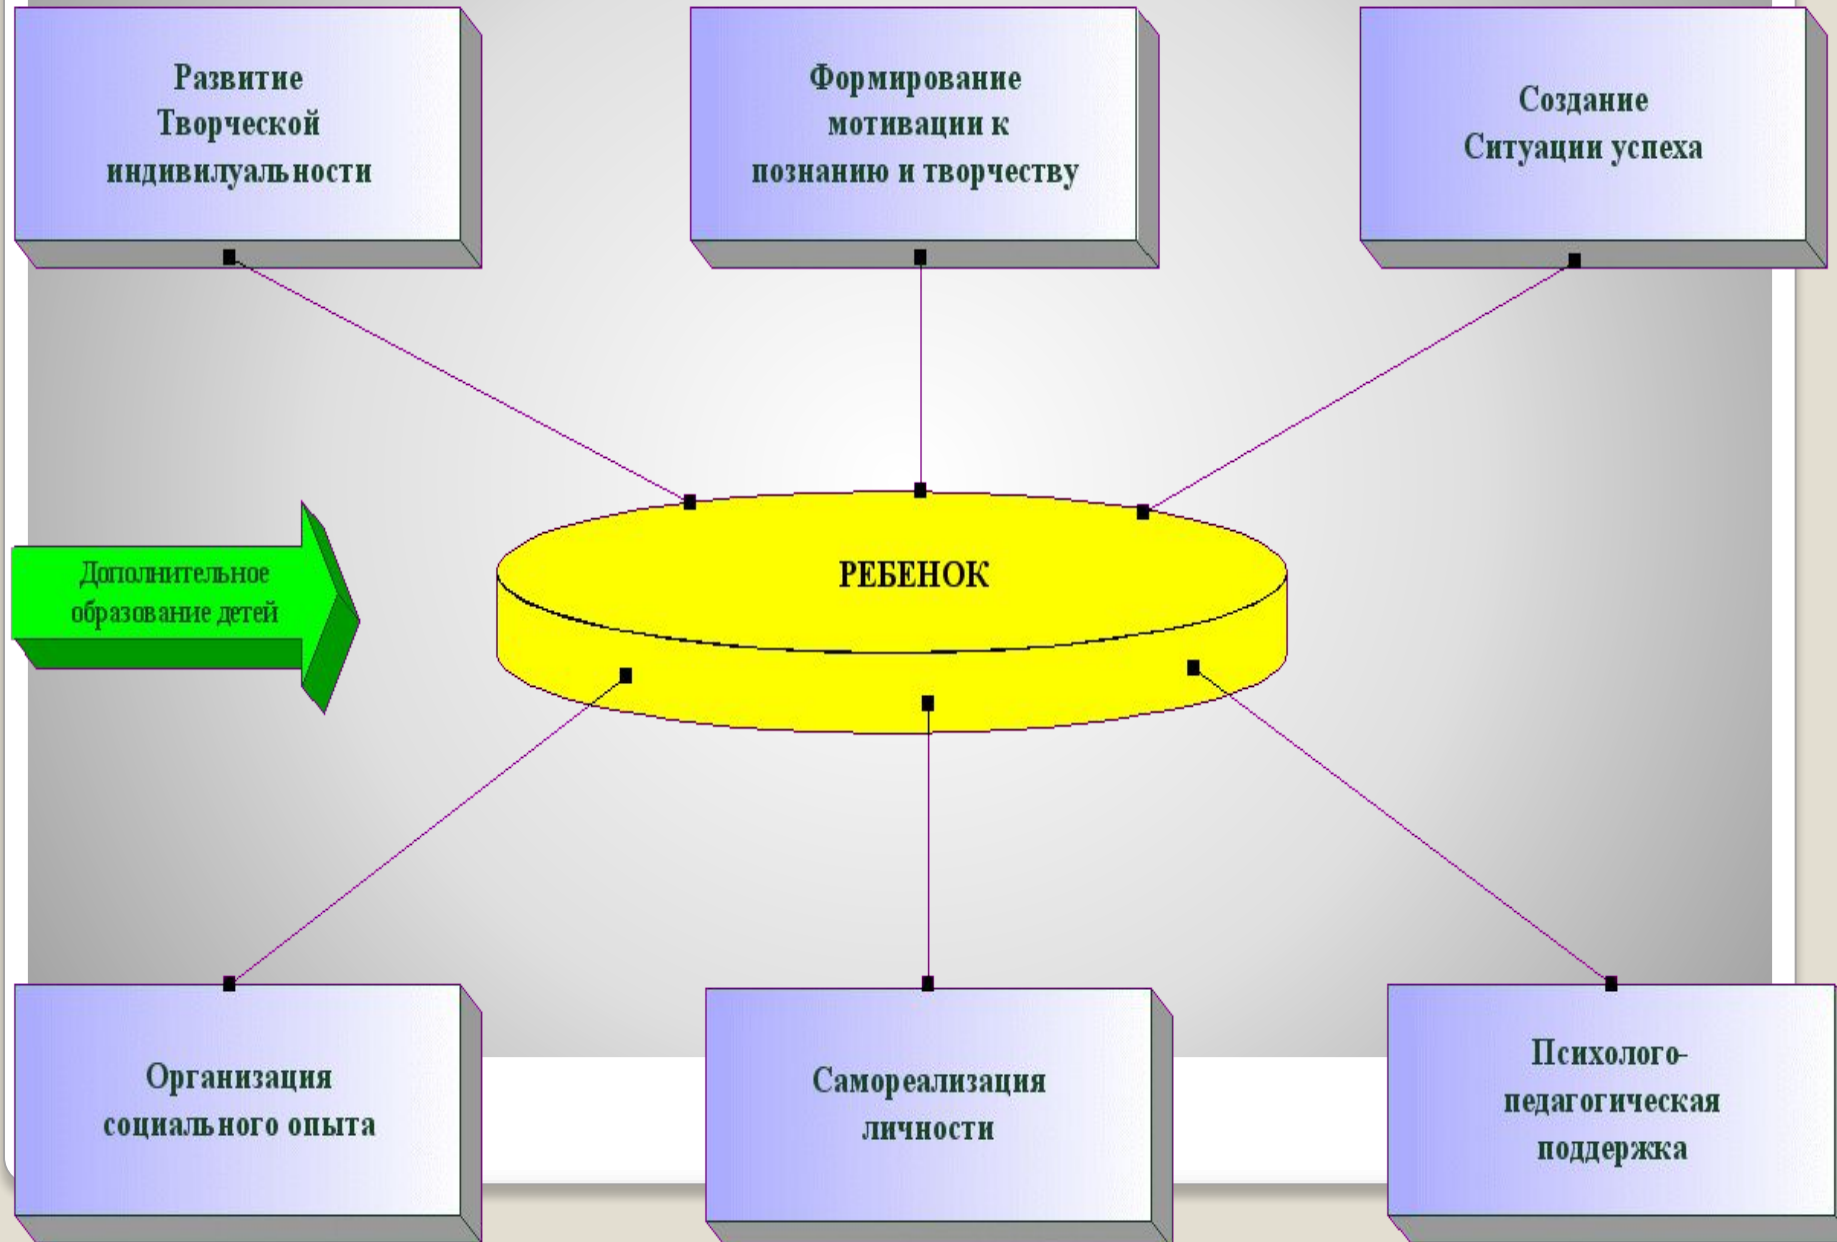 Развитие
Творческой
индивилуальности
Формирование
мотивации к
познанию и творчеству
Создание
Ситуации успеха
Дополнительное
образование детей
РЕБЕНОК
Организация
социального опыта
Самореализация
личности
Психолого-
педагогическая
поддержка